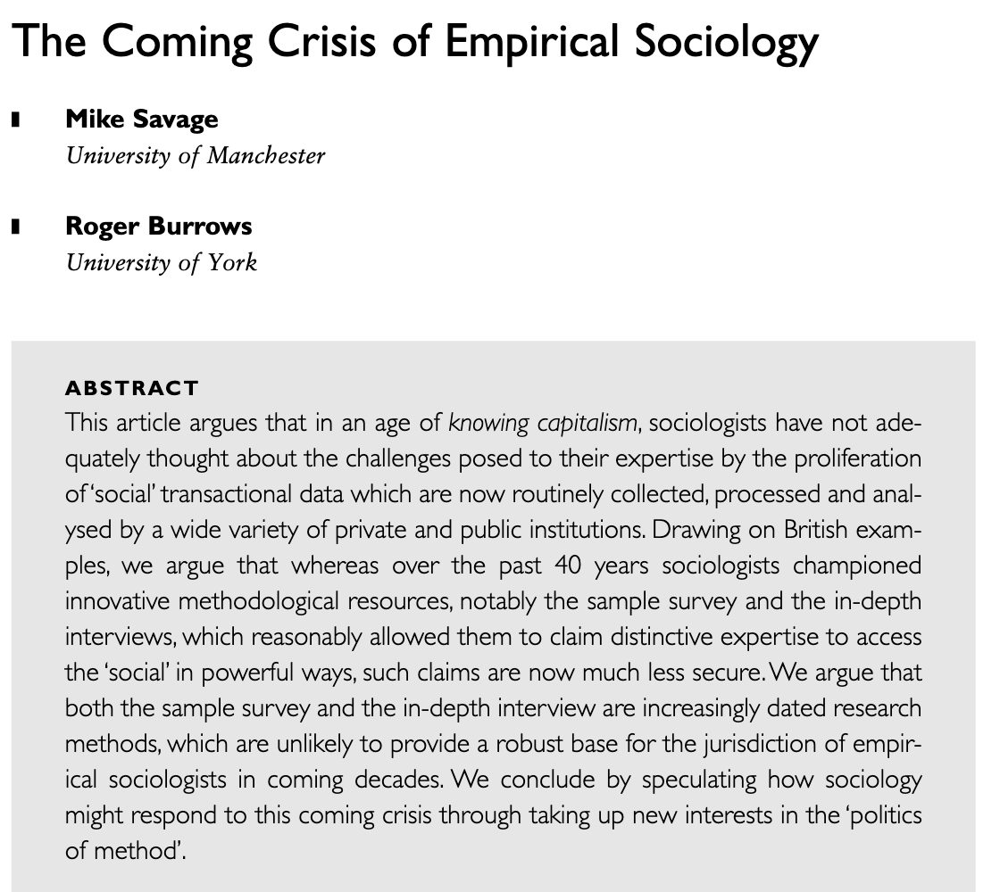 The Coming Crisis of Empirical Sociology
Mike Savage
University of Manchester
Roger Burrows
University of York
ABSTRACT
This article argues that in an age of knowing capitalism, sociologists have not ade-
quately thought about the challenges posed to their expertise by the proliferation
of ‘social’ transactional data which are now routinely collected, processed and anal-
ysed by a wide variety of private and public institutions. Drawing on British exam-
ples, we argue that whereas over the past 40 years sociologists championed
innovative methodological resources, notably the sample survey and the in-depth
interviews, which reasonably allowed them to claim distinctive expertise to access
the ‘social’ in powerful ways, such claims are now much less secure. We argue that
both the sample survey and the in-depth interview are increasingly dated research
methods, which are unlikely to provide a robust base for the jurisdiction of empir-
ical sociologists in coming decades. We conclude by speculating how sociology
might respond to this coming crisis through taking up new interests in the ‘politics
of method’.